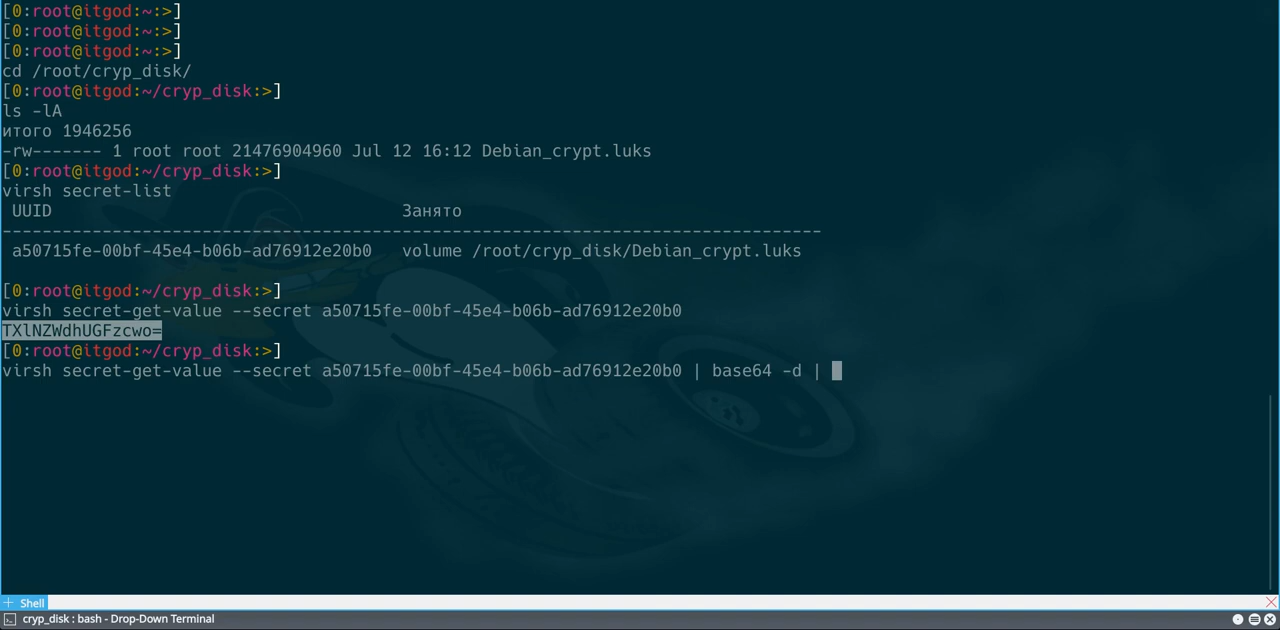 [0:root@itgod:~:>]
[0:root@itgod:~:>]
[0:root@itgod:~:>]
cd /root/cryp_disk/
[0:root@itgod:~/cryp_disk:>]
ls -lA
итого 1946256
-rw------- 1 root root 21476904960 Jul 12 16:12 Debian_crypt.luks
[0:root@itgod:~/cryp_disk:>]
virsh secret-list
UUID Занято
----------------------------------------------------------------------------------
a50715fe-00bf-45e4-b06b-ad76912e20b0 volume /root/cryp_disk/Debian_crypt.luks
[0:root@itgod:~/cryp_disk:>]
virsh secret-get-value --secret a50715fe-00bf-45e4-b06b-ad76912e20b0
TXlNZWdhUGFzcwo=
[0:root@itgod:~/cryp_disk:>]
virsh secret-get-value --secret a50715fe-00bf-45e4-b06b-ad76912e20b0 | base64 -d |
Shell
cryp_disk : bash - Drop-Down Terminal